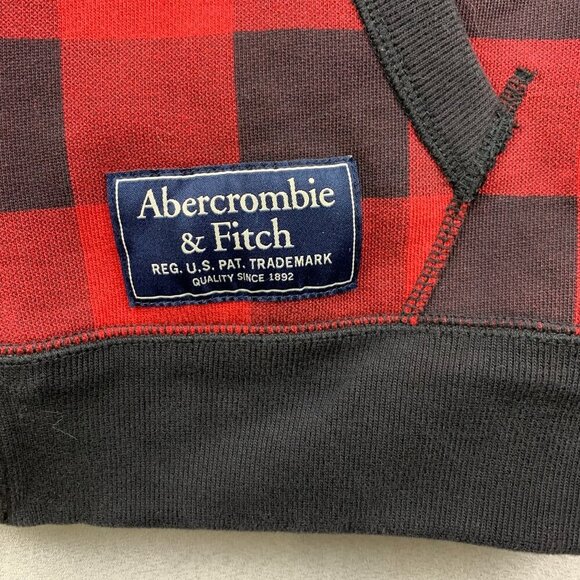 Abercrombie
& Fitch
REG. U.S. PAT. TRADEMARK
QUALITY SINCE 1892